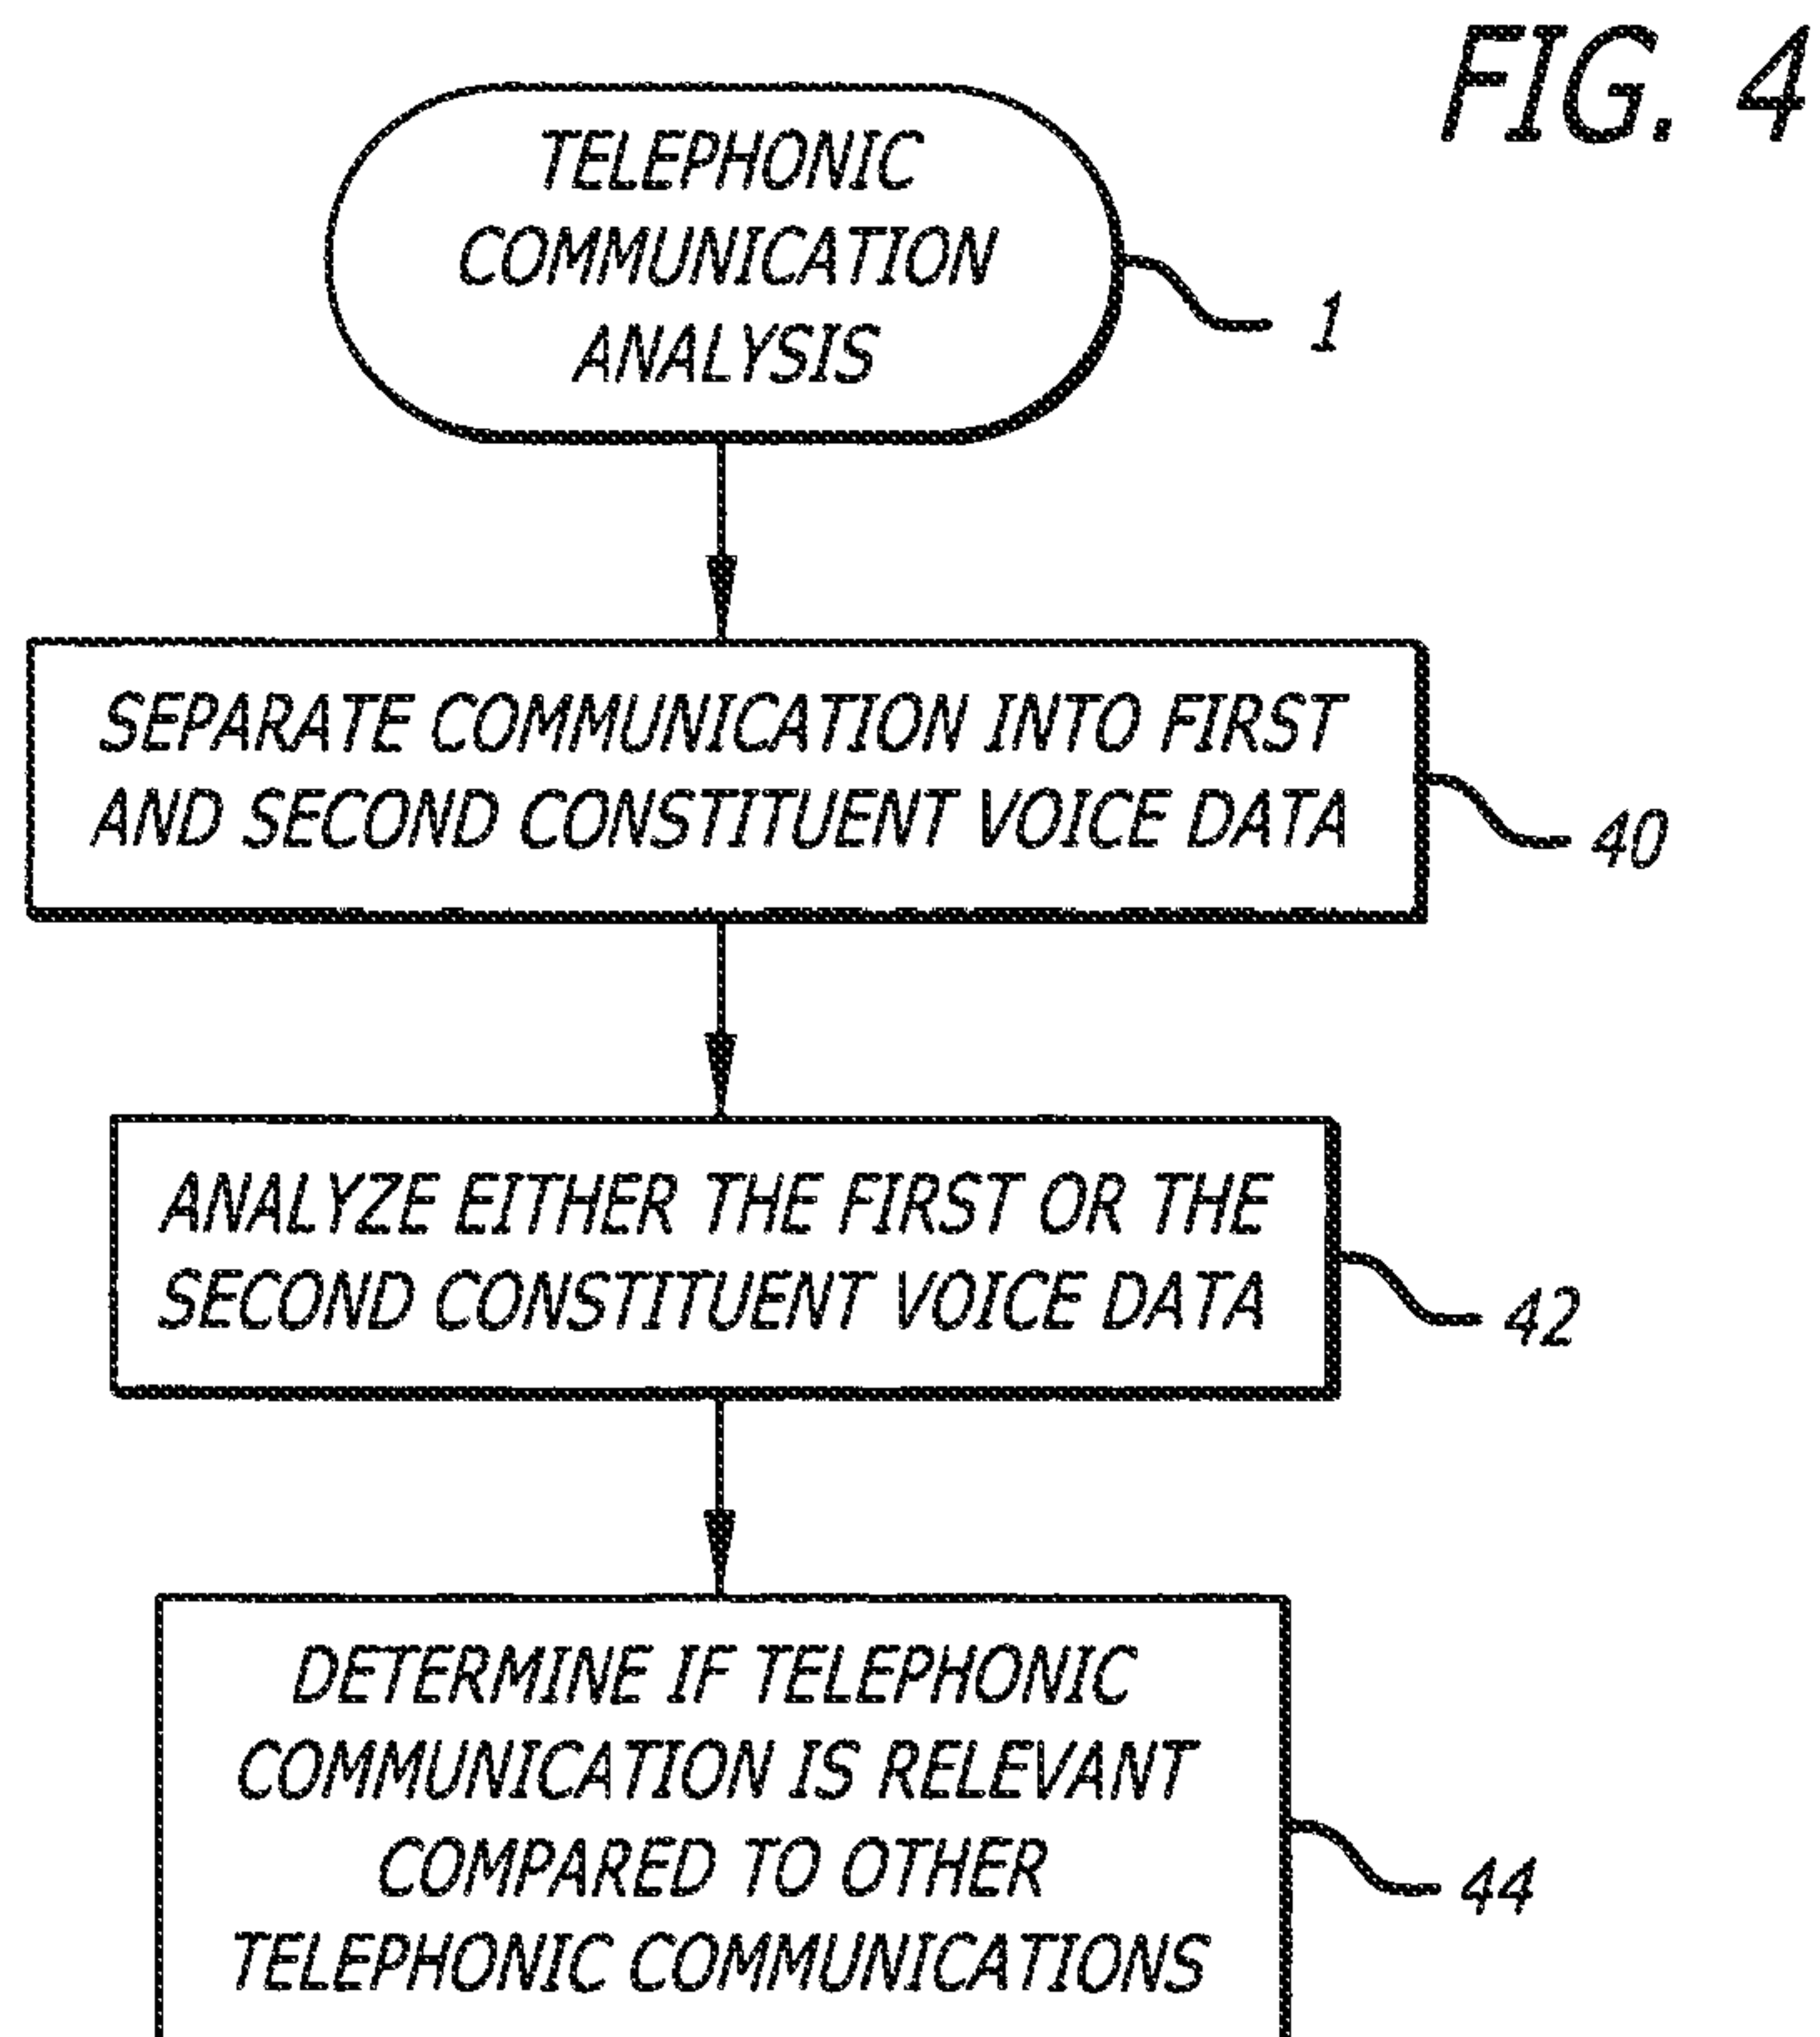 FIG. 4
TELEPHONIC
COMMUNICATION
ANALYSIS
1
SEPARATE COMMUNICATION INTO FIRST
AND SECOND CONSTITUENT VOICE DATA
40
ANALYZE EITHER THE FIRST OR THE
SECOND CONSTITUENT VOICE DATA
42
DETERMINE IF TELEPHONIC
COMMUNICATION IS RELEVANT
COMPARED TO OTHER
TELEPHONIC COMMUNICATIONS
44